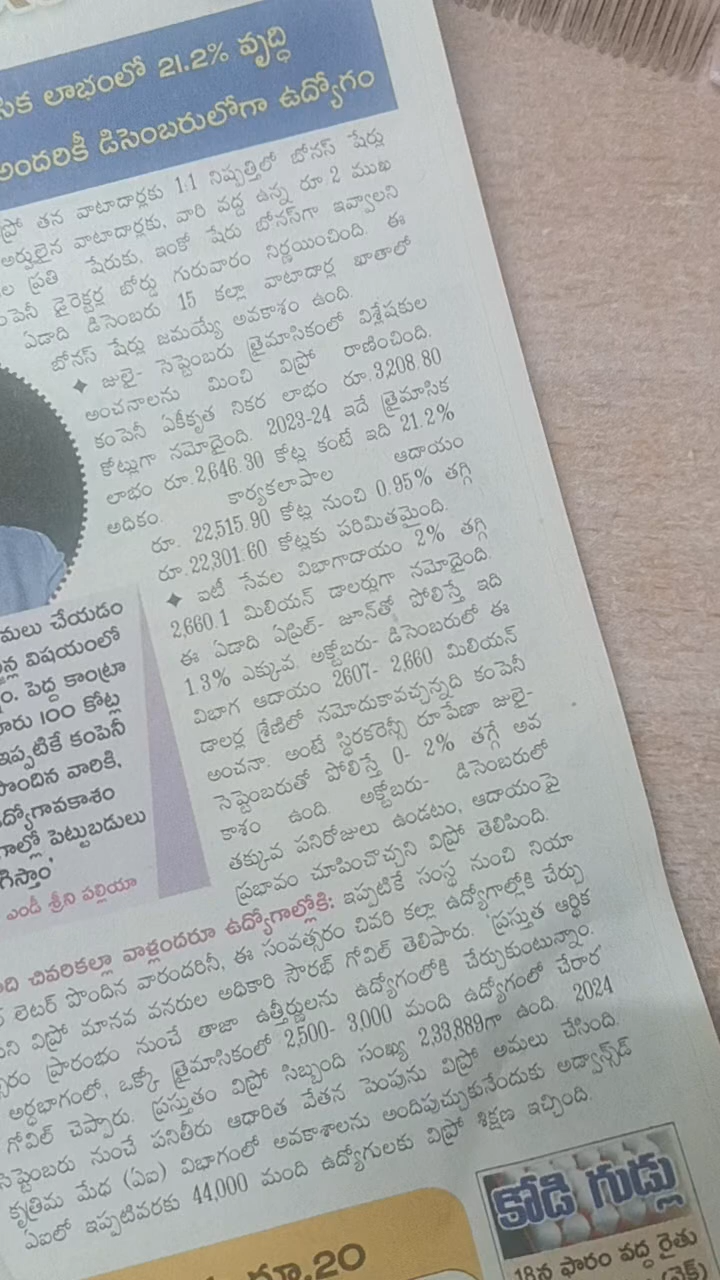 లాభంలో 21.2% వృద్ధి
అందరికీ డిసెంబరులోగా ఉద్యోగం
తన వాటాదార్లకు 1:1 నిష్పత్తిలో బోనస్ షేర్లు
అర్హులైన వాటాదార్లకు, వారి వద్ద ఉన్న రూ.2 ముఖ
ప్రతి షేరుకు, ఇంకో షేరు బోనస్‌గా ఇవ్వాలని
డైరెక్టర్ల బోర్డు గురువారం నిర్ణయించింది. ఈ
ఏడాది డిసెంబరు 15 కల్లా వాటాదార్ల ఖాతాలో
బోనస్ షేర్లు జమయ్యే అవకాశం ఉంది.
◆ జులై- సెప్టెంబరు త్రైమాసికంలో విశ్లేషకుల
అంచనాలను మించి విప్రో రాణించింది.
కంపెనీ ఏకీకృత నికర లాభం రూ.3,208.80
కోట్లుగా నమోదైంది. 2023-24 ఇదే త్రైమాసిక
లాభం రూ.2,646.30 కోట్ల కంటే ఇది 21.2%
అధికం. కార్యకలాపాల ఆదాయం
రూ. 22,515.90 కోట్ల నుంచి 0.95% తగ్గి
రూ.22,301.60 కోట్లకు పరిమితమైంది.
◆ ఐటీ సేవల విభాగాదాయం 2% తగ్గి
2,660.1 మిలియన్ డాలర్లుగా నమోదైంది.
ఈ ఏడాది ఏప్రిల్- జూన్‌తో పోలిస్తే ఇది
1.3% ఎక్కువ. అక్టోబరు- డిసెంబరులో ఈ
విభాగ ఆదాయం 2607- 2,660 మిలియన్
డాలర్ల శ్రేణిలో నమోదుకావచ్చన్నది కంపెనీ
అంచనా. అంటే స్థిరకరెన్సీ రూపేణా జులై-
సెప్టెంబరుతో పోలిస్తే 0- 2% తగ్గే అవ
కాశం ఉంది. అక్టోబరు- డిసెంబరులో
తక్కువ పనిరోజులు ఉండటం, ఆదాయంపై
ప్రభావం చూపించొచ్చని విప్రో తెలిపింది.
మలు చేయడం
విషయంలో
పెద్ద కాంట్రా
100 కోట్ల
ఇప్పటికే కంపెనీ
పొందిన వారికి,
ద్యోగావకాశం
పెట్టుబడులు
గిస్తాం'
ఎండీ శ్రీని పల్లియా
చివరికల్లా వాళ్లందరూ ఉద్యోగాల్లోకి: ఇప్పటికే సంస్థ నుంచి నియా
లెటర్ పొందిన వారందరినీ, ఈ సంవత్సరం చివరి కల్లా ఉద్యోగాల్లోకి చేర్చు
విప్రో మానవ వనరుల అధికారి సౌరభ్ గోవిల్ తెలిపారు. 'ప్రస్తుత ఆర్థిక
ప్రారంభం నుంచే తాజా ఉత్తీర్ణులను ఉద్యోగంలోకి చేర్చుకుంటున్నాం.
అర్ధభాగంలో, ఒక్కో త్రైమాసికంలో 2,500- 3,000 మంది ఉద్యోగంలో చేరార'
గోవిల్ చెప్పారు. ప్రస్తుతం విప్రో సిబ్బంది సంఖ్య 2,33,889గా ఉంది. 2024
సెప్టెంబరు నుంచే పనితీరు ఆధారిత వేతన పెంపును విప్రో అమలు చేసింది.
కృత్రిమ మేధ (ఏఐ) విభాగంలో అవకాశాలను అందిపుచ్చుకునేందుకు అడ్వాన్స్‌డ్
ఏఐలో ఇప్పటివరకు 44,000 మంది ఉద్యోగులకు విప్రో శిక్షణ ఇచ్చింది.
రూ.20
కోడి గుడ్లు
ఫారం వద్ద రైతు